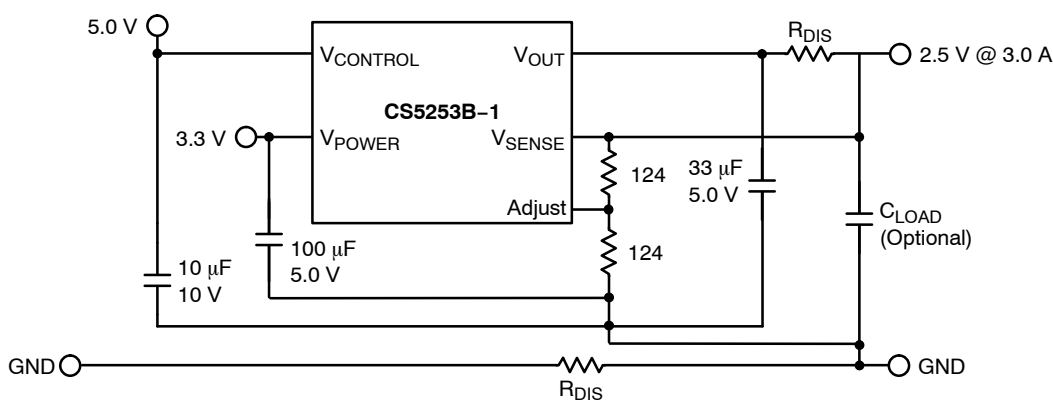 5.0 V
R_DIS
V_CONTROL
V_OUT
2.5 V @ 3.0 A
CS5253B−1
3.3 V
V_POWER
V_SENSE
124
33 μF
5.0 V
Adjust
C_LOAD
(Optional)
100 μF
5.0 V
124
10 μF
10 V
GND
R_DIS
GND